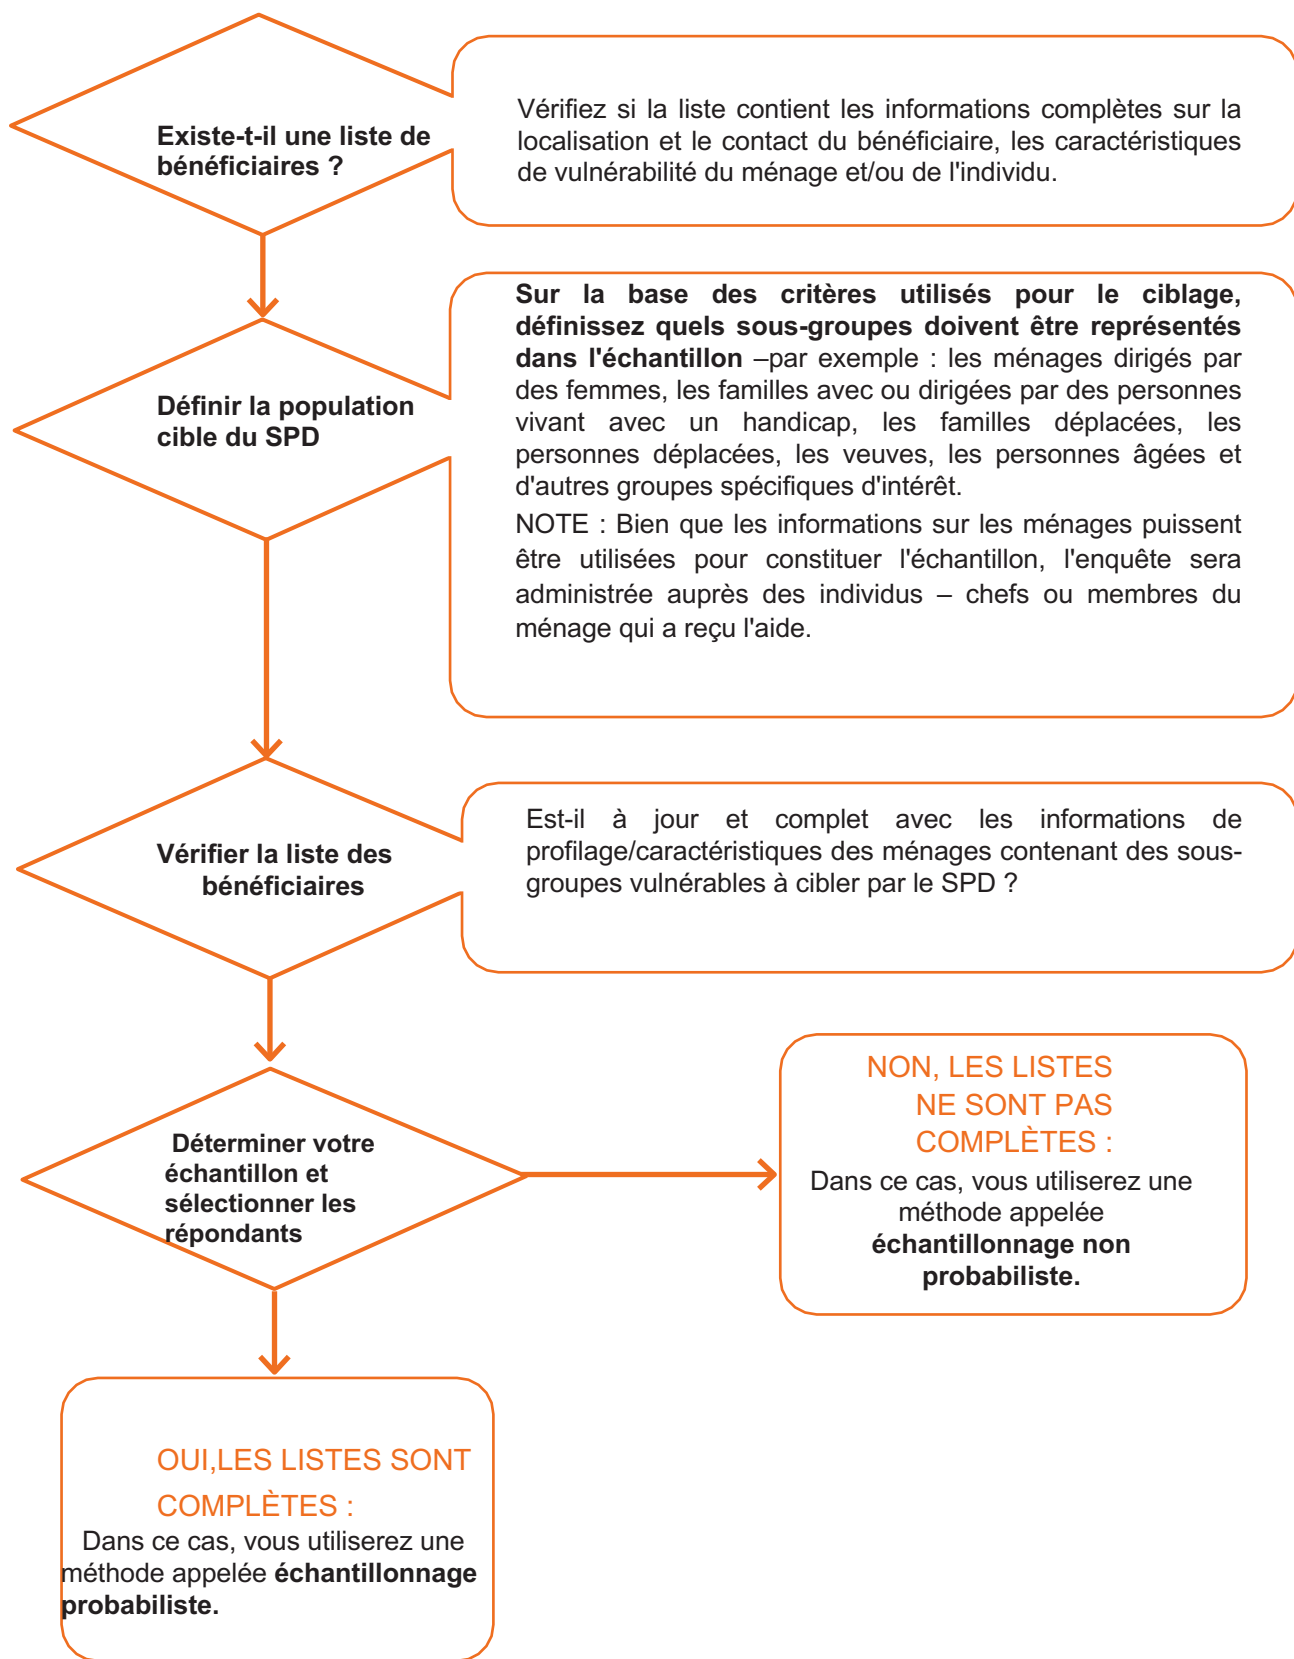 Existe-t-il une liste de
bénéficiaires ?
Vérifiez si la liste contient les informations complètes sur la
localisation et le contact du bénéficiaire, les caractéristiques
de vulnérabilité du ménage et/ou de l'individu.
Définir la population
cible du SPD
Sur la base des critères utilisés pour le ciblage,
définissez quels sous-groupes doivent être représentés
dans l'échantillon –par exemple : les ménages dirigés par
des femmes, les familles avec ou dirigées par des personnes
vivant avec un handicap, les familles déplacées, les
personnes déplacées, les veuves, les personnes âgées et
d'autres groupes spécifiques d'intérêt.
NOTE : Bien que les informations sur les ménages puissent
être utilisées pour constituer l'échantillon, l'enquête sera
administrée auprès des individus – chefs ou membres du
ménage qui a reçu l'aide.
Vérifier la liste des
bénéficiaires
Est-il à jour et complet avec les informations de
profilage/caractéristiques des ménages contenant des sous-
groupes vulnérables à cibler par le SPD ?
Déterminer votre
échantillon et
sélectionner les
répondants
NON, LES LISTES
NE SONT PAS
COMPLÈTES :
Dans ce cas, vous utiliserez une
méthode appelée
échantillonnage non
probabiliste.
OUI,LES LISTES SONT
COMPLÈTES :
Dans ce cas, vous utiliserez une
méthode appelée échantillonnage
probabiliste.